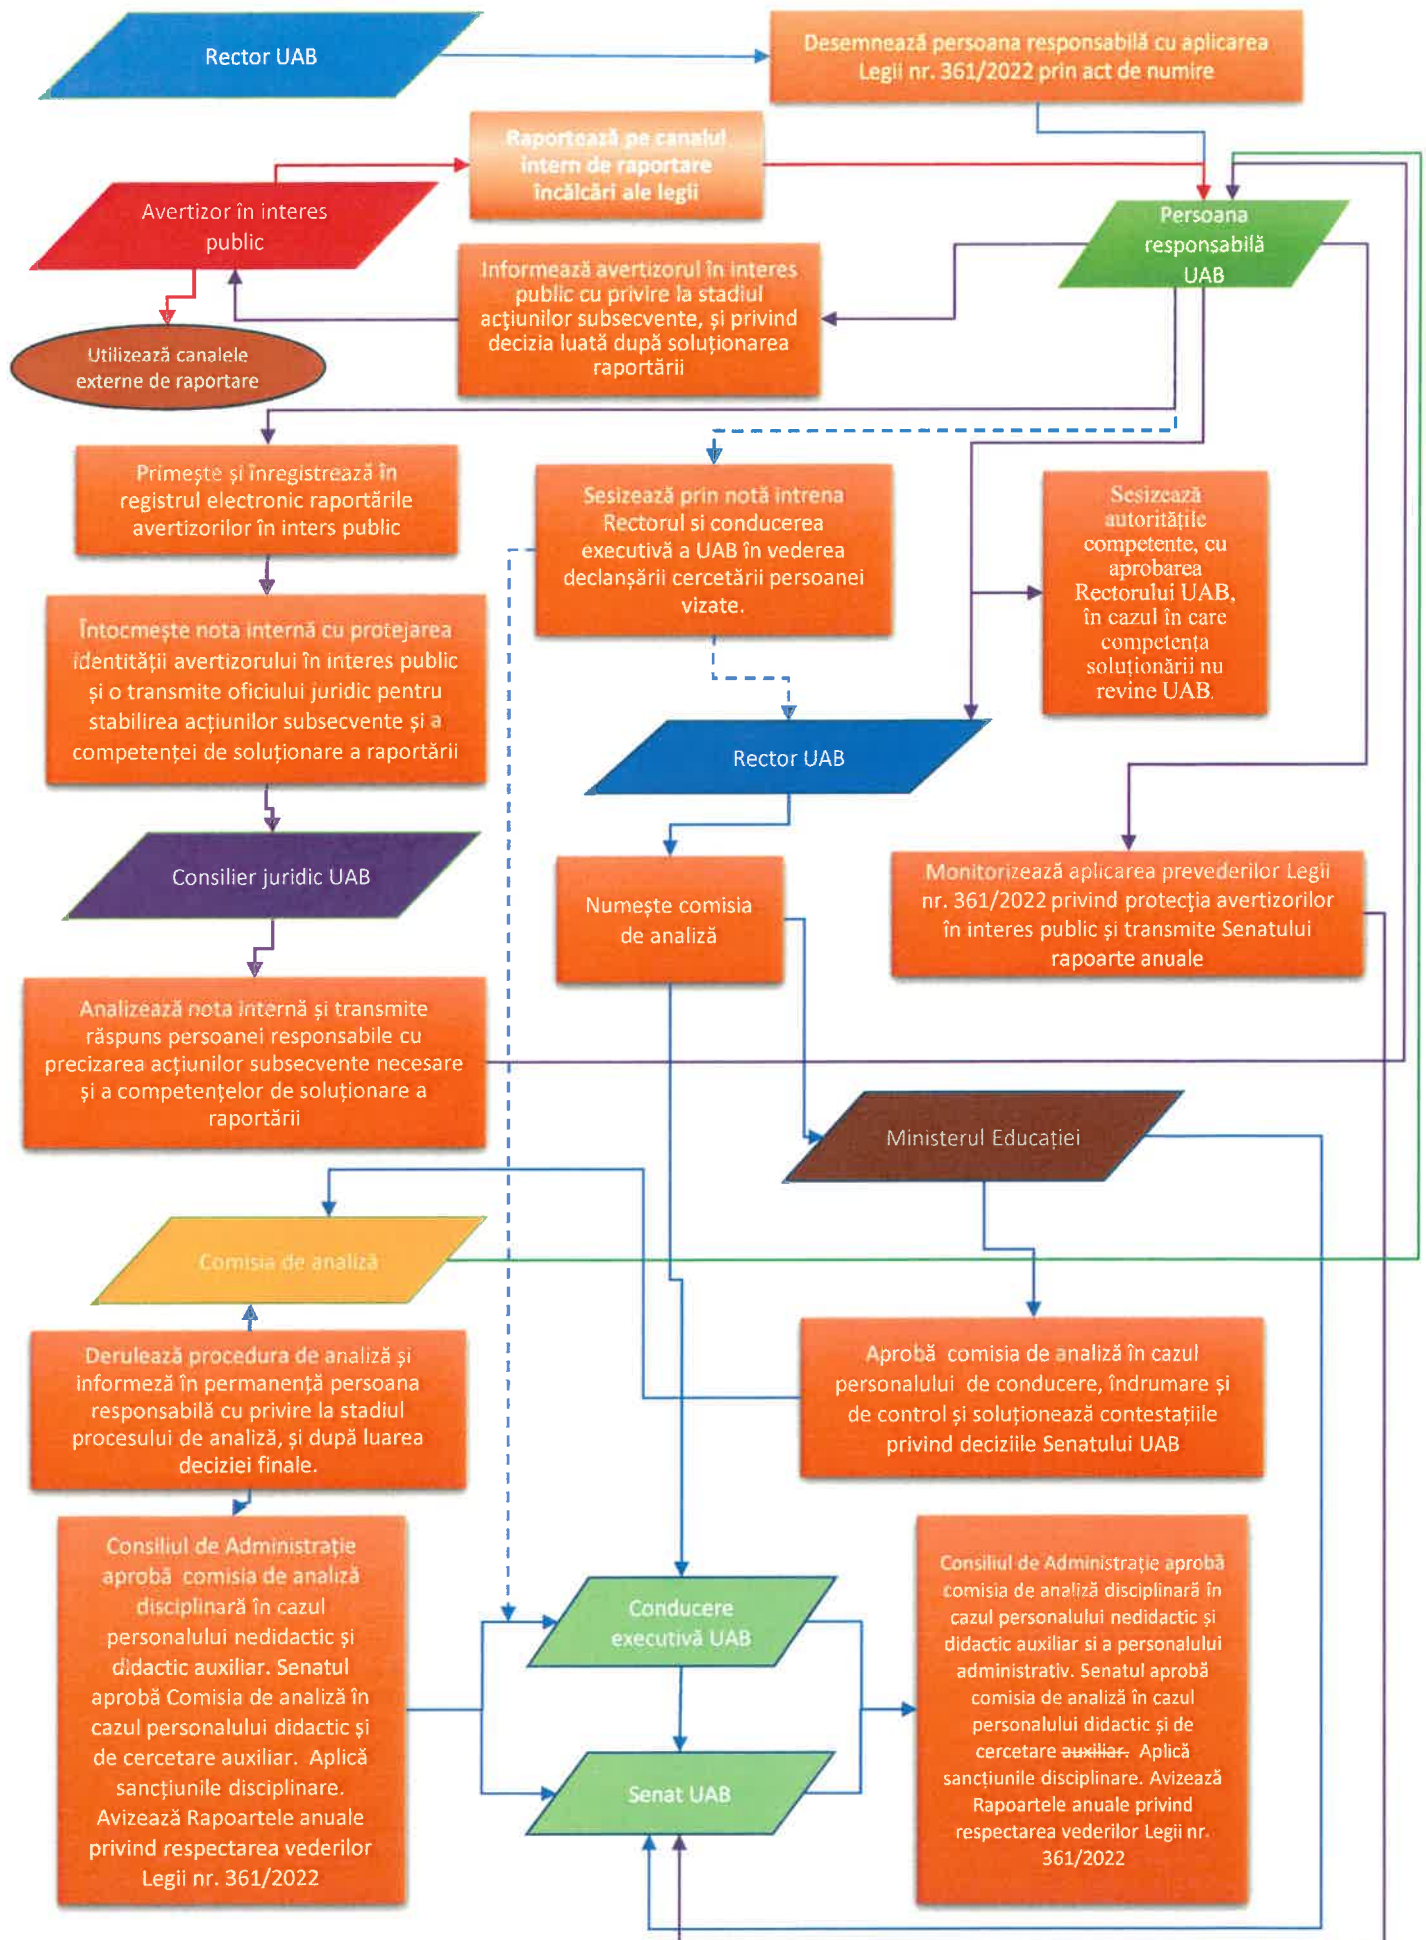 Rector UAB
Desemnează persoana responsabilă cu aplicarea
Legii nr. 361/2022 prin act de numire
Raportează pe canalul
intern de raportare
încălcări ale legii
Avertizor în interes
public
Persoana
responsabilă
UAB
Informează avertizorul în interes
public cu privire la stadiul
acțiunilor subsecvente, și privind
decizia luată după soluționarea
raportării
Utilizează canalele
externe de raportare
Primește și înregistrează în
registrul electronic raportările
avertizorilor în inters public
Sesizează prin notă intrena
Rectorul si conducerea
executivă a UAB în vederea
declanșării cercetării persoanei
vizate.
Sesizează
autoritățile
competente, cu
aprobarea
Rectorului UAB,
în cazul în care
competența
soluționării nu
revine UAB.
Întocmește nota internă cu protejarea
identității avertizorului în interes public
și o transmite oficiului juridic pentru
stabilirea acțiunilor subsecvente și a
competenței de soluționare a raportării
Rector UAB
Consilier juridic UAB
Numește comisia
de analiză
Monitorizează aplicarea prevederilor Legii
nr. 361/2022 privind protecția avertizorilor
în interes public și transmite Senatului
rapoarte anuale
Analizează nota internă și transmite
răspuns persoanei responsabile cu
precizarea acțiunilor subsecvente necesare
și a competențelor de soluționare a
raportării
Ministerul Educației
Comisia de analiză
Derulează procedura de analiză și
informeză în permanență persoana
responsabilă cu privire la stadiul
procesului de analiză, și după luarea
deciziei finale.
Aprobă comisia de analiză în cazul
personalului de conducere, îndrumare și
de control și soluționează contestațiile
privind deciziile Senatului UAB
Consiliul de Administrație
aprobă comisia de analiză
disciplinară în cazul
personalului nedidactic și
didactic auxiliar. Senatul
aprobă Comisia de analiză în
cazul personalului didactic și
de cercetare auxiliar. Aplică
sancțiunile disciplinare.
Avizează Rapoartele anuale
privind respectarea vederilor
Legii nr. 361/2022
Conducere
executivă UAB
Senat UAB
Consiliul de Administrație aprobă
comisia de analiză disciplinară în
cazul personalului nedidactic și
didactic auxiliar si a personalului
administrativ. Senatul aprobă
comisia de analiză în cazul
personalului didactic și de
cercetare auxiliar. Aplică
sancțiunile disciplinare. Avizează
Rapoartele anuale privind
respectarea vederilor Legii nr.
361/2022